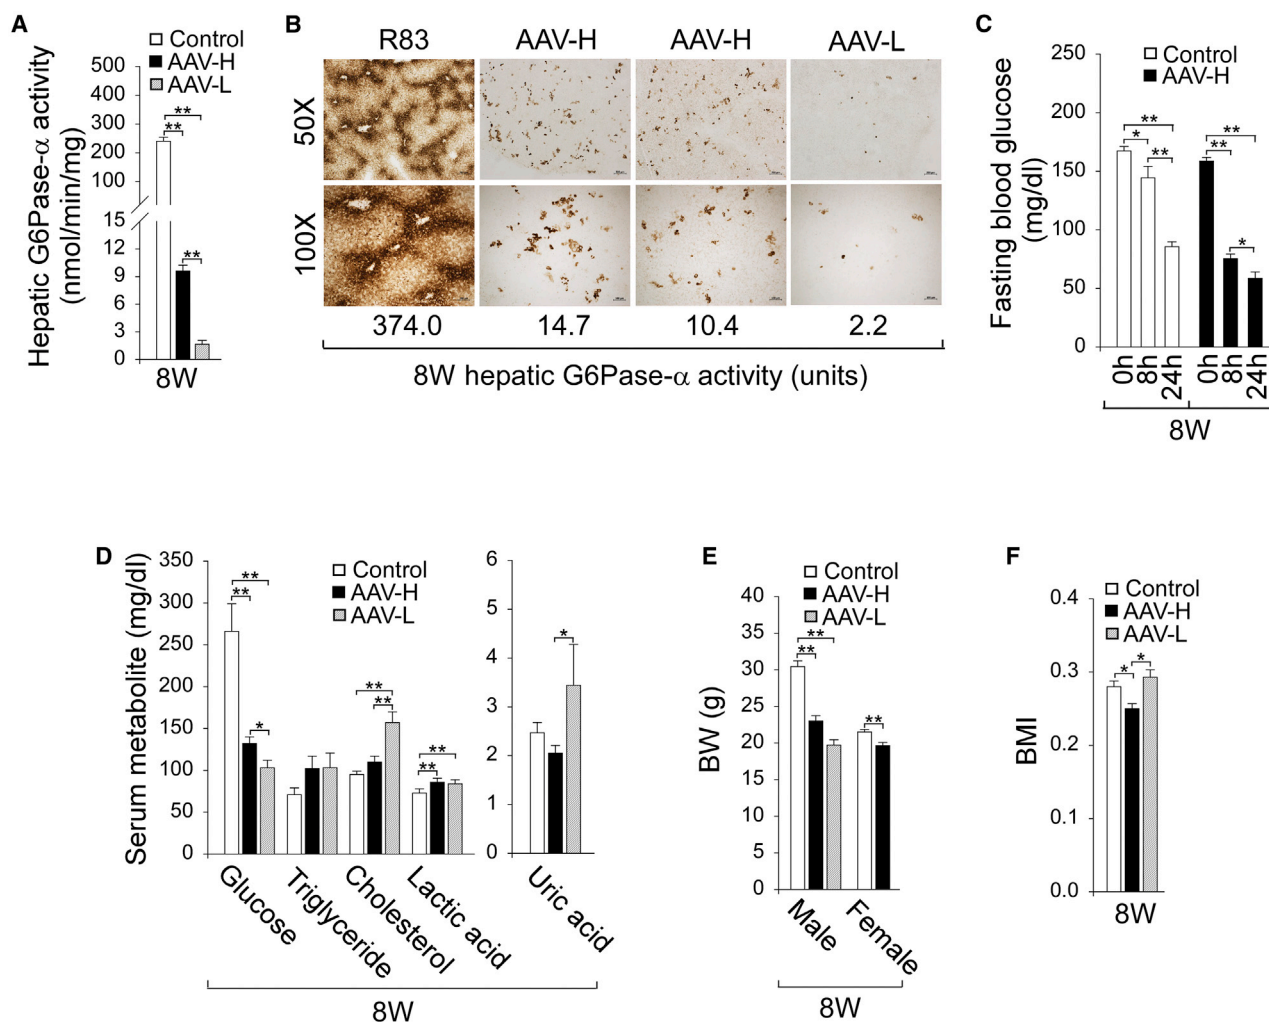 A
Control
AAV-H
AAV-L
Hepatic G6Pase-α activity
(nmol/min/mg)
500
400
300
200
100
15
12
9
6
3
0
**
**
**
8W
B
R83
AAV-H
AAV-H
AAV-L
50X
100X
374.0
14.7
10.4
2.2
8W hepatic G6Pase-α activity (units)
C
Control
AAV-H
Fasting blood glucose
(mg/dl)
250
200
150
100
50
0
**
*
**
**
**
*
0h
8h
24h
0h
8h
24h
8W
D
Control
AAV-H
AAV-L
Serum metabolite (mg/dl)
350
300
250
200
150
100
50
0
**
**
*
**
**
**
**
Glucose
Triglyceride
Cholesterol
Lactic acid
6
5
4
3
2
1
0
*
Uric acid
8W
E
Control
AAV-H
AAV-L
BW (g)
40
35
30
25
20
15
10
5
0
**
**
**
Male
Female
8W
F
Control
AAV-H
AAV-L
BMI
0.4
0.3
0.2
0.1
0.0
*
*
8W